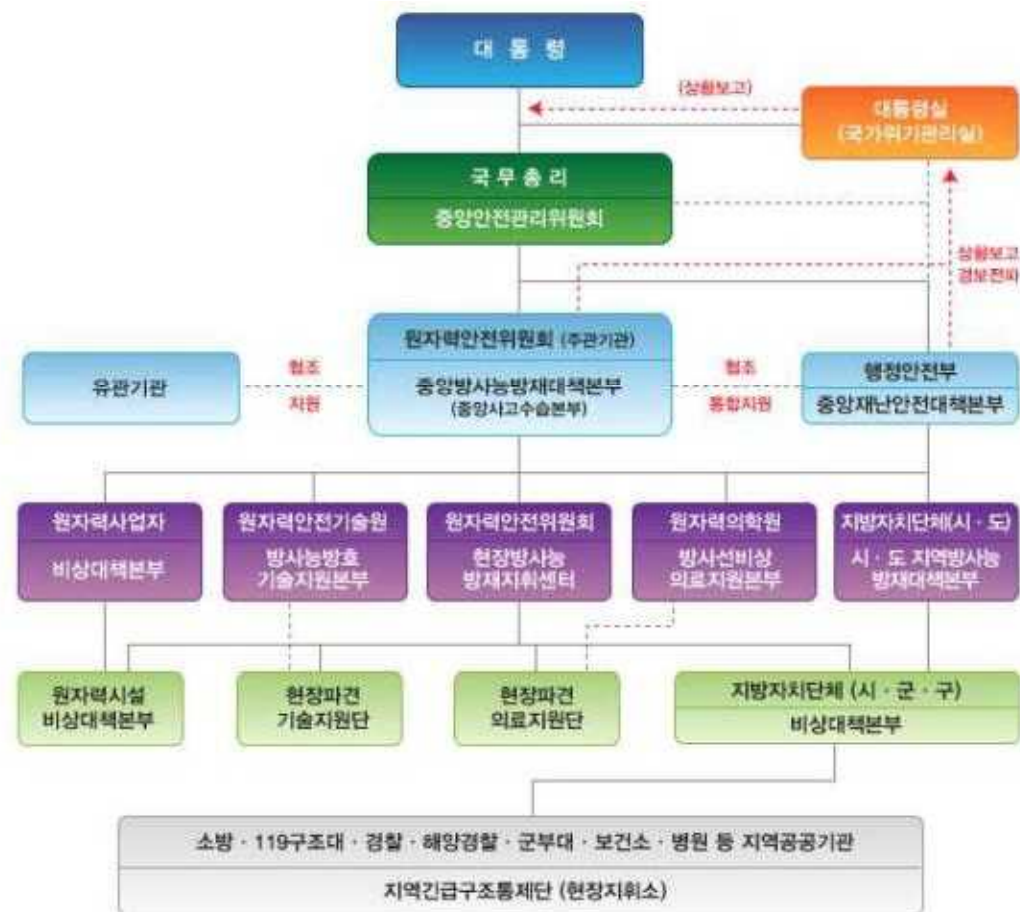 대 통 령
(상황보고)
대통령실
(국가위기관리실)
국 무 총 리
중앙안전관리위원회
상황보고
경보전파
원자력안전위원회 (주관기관)
중앙방사능방재대책본부
(중앙사고수습본부)
유관기관
협조
지원
협조
통합지원
행정안전부
중앙재난안전대책본부
원자력사업자
비상대책본부
원자력안전기술원
방사능방호
기술지원본부
원자력안전위원회
현장방사능
방재지휘센터
원자력의학원
방사선비상
의료지원본부
지방자치단체(시 · 도)
시 · 도 지역방사능
방재대책본부
원자력시설
비상대책본부
현장파견
기술지원단
현장파견
의료지원단
지방자치단체 (시 · 군 · 구)
비상대책본부
소방 · 119구조대 · 경찰 · 해양경찰 · 군부대 · 보건소 · 병원 등 지역공공기관
지역긴급구조통제단 (현장지휘소)